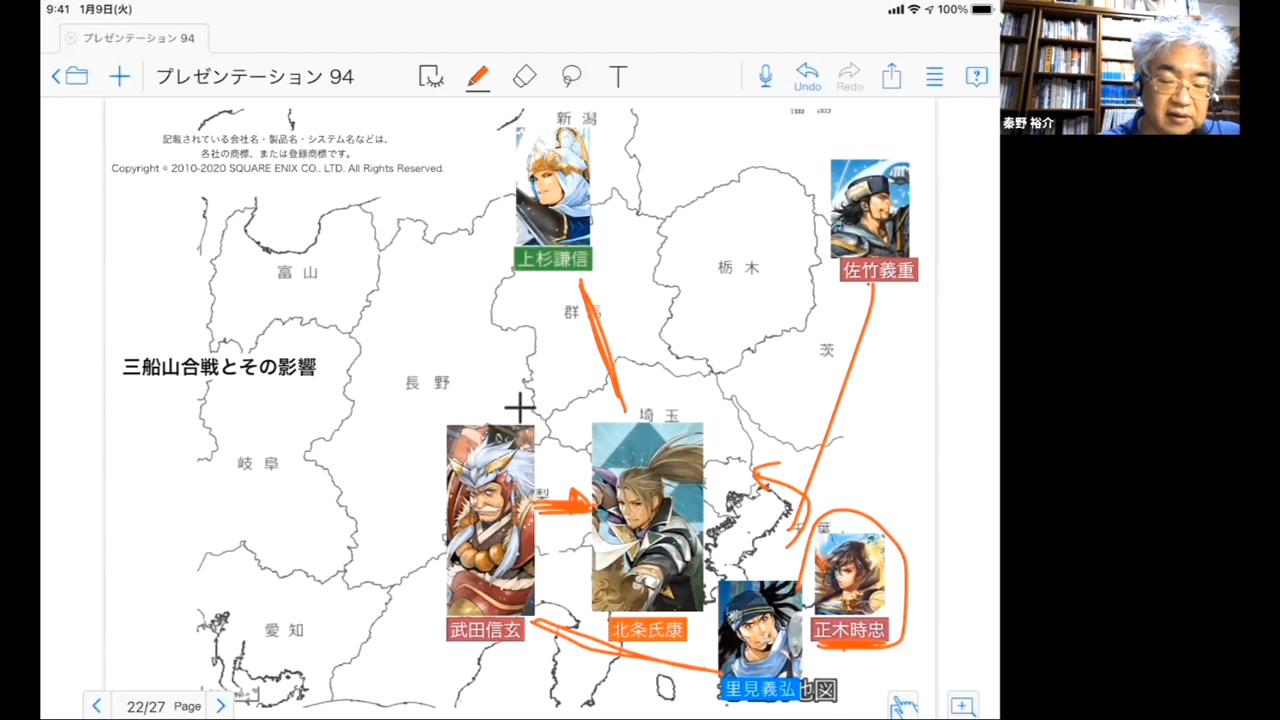 9:41 1月9日(火)
100%
プレゼンテーション 94
プレゼンテーション 94
Undo
Redo
秦野 裕介
記載されている会社名・製品名・システム名などは、
各社の商標、または登録商標です。
Copyright © 2010-2020 SQUARE ENIX CO., LTD. All Rights Reserved.
新潟
上杉謙信
佐竹義重
富山
栃木
群馬
茨
三船山合戦とその影響
長野
埼玉
岐阜
梨
千葉
愛知
武田信玄
北条氏康
正木時忠
里見義弘
地図
22/27 Page